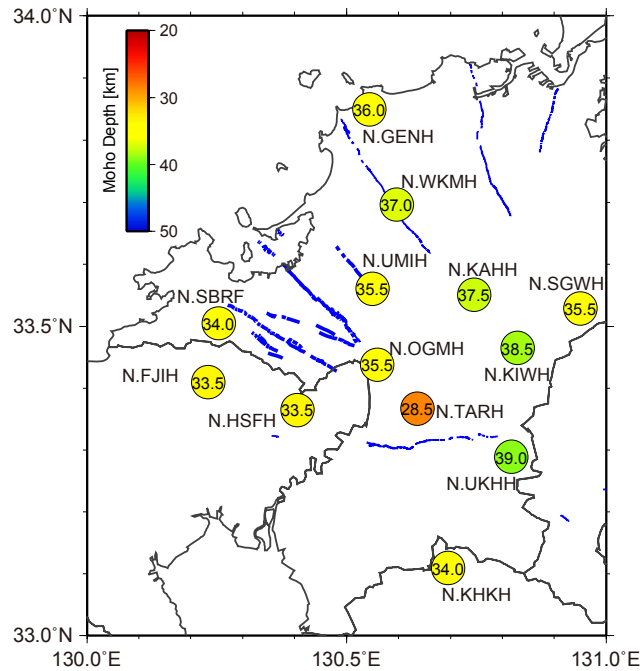 34.0˚N
20
30
40
50
Moho Depth [km]
36.0
N.GENH
N.WKMH
37.0
N.UMIH
35.5
N.KAHH
37.5
N.SGWH
35.5
N.SBRF
34.0
33.5˚N
N.OGMH
35.5
38.5
N.KIWH
N.FJIH
33.5
N.HSFH
33.5
28.5
N.TARH
39.0
N.UKHH
34.0
N.KHKH
33.0˚N
130.0˚E
130.5˚E
131.0˚E